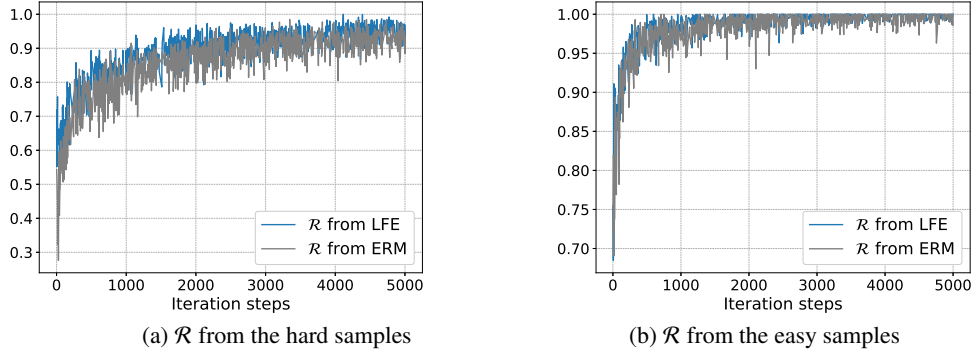 1.0
0.9
0.8
0.7
0.6
0.5
0.4
0.3
0 1000 2000 3000 4000 5000
Iteration steps
ℛ from LFE
ℛ from ERM
(a) ℛ from the hard samples
1.00
0.95
0.90
0.85
0.80
0.75
0.70
0 1000 2000 3000 4000 5000
Iteration steps
ℛ from LFE
ℛ from ERM
(b) ℛ from the easy samples